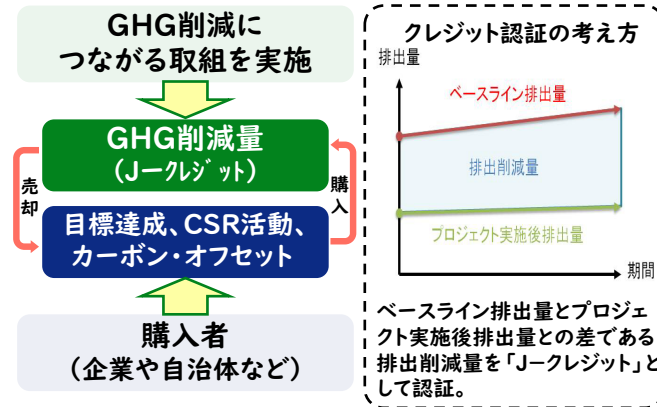 GHG削減に
つながる取組を実施
GHG削減量
(Jークレジット)
売却
購入
目標達成、CSR活動、
カーボン・オフセット
購入者
(企業や自治体など)
クレジット認証の考え方
排出量
ベースライン排出量
排出削減量
プロジェクト実施後排出量
期間
ベースライン排出量とプロジェ
クト実施後排出量との差である
排出削減量を「Jークレジット」と
して認証。